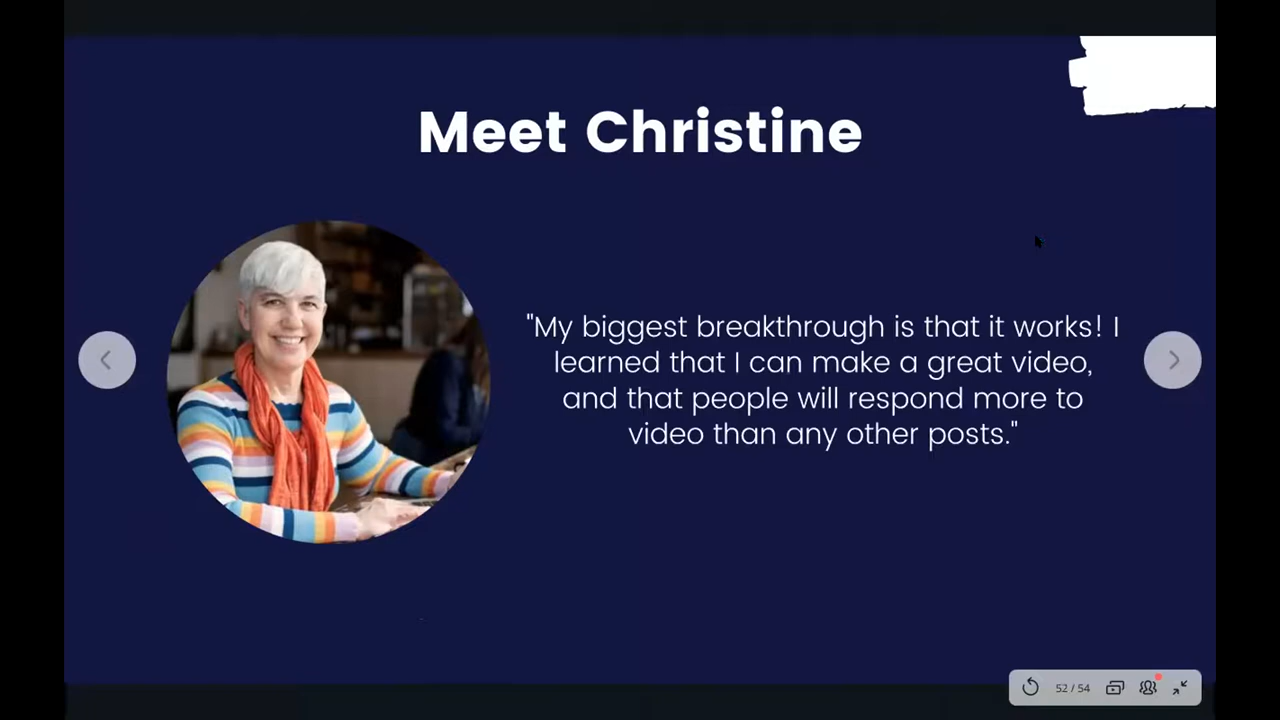 Meet Christine
"My biggest breakthrough is that it works! I
learned that I can make a great video,
and that people will respond more to
video than any other posts."
52 / 54